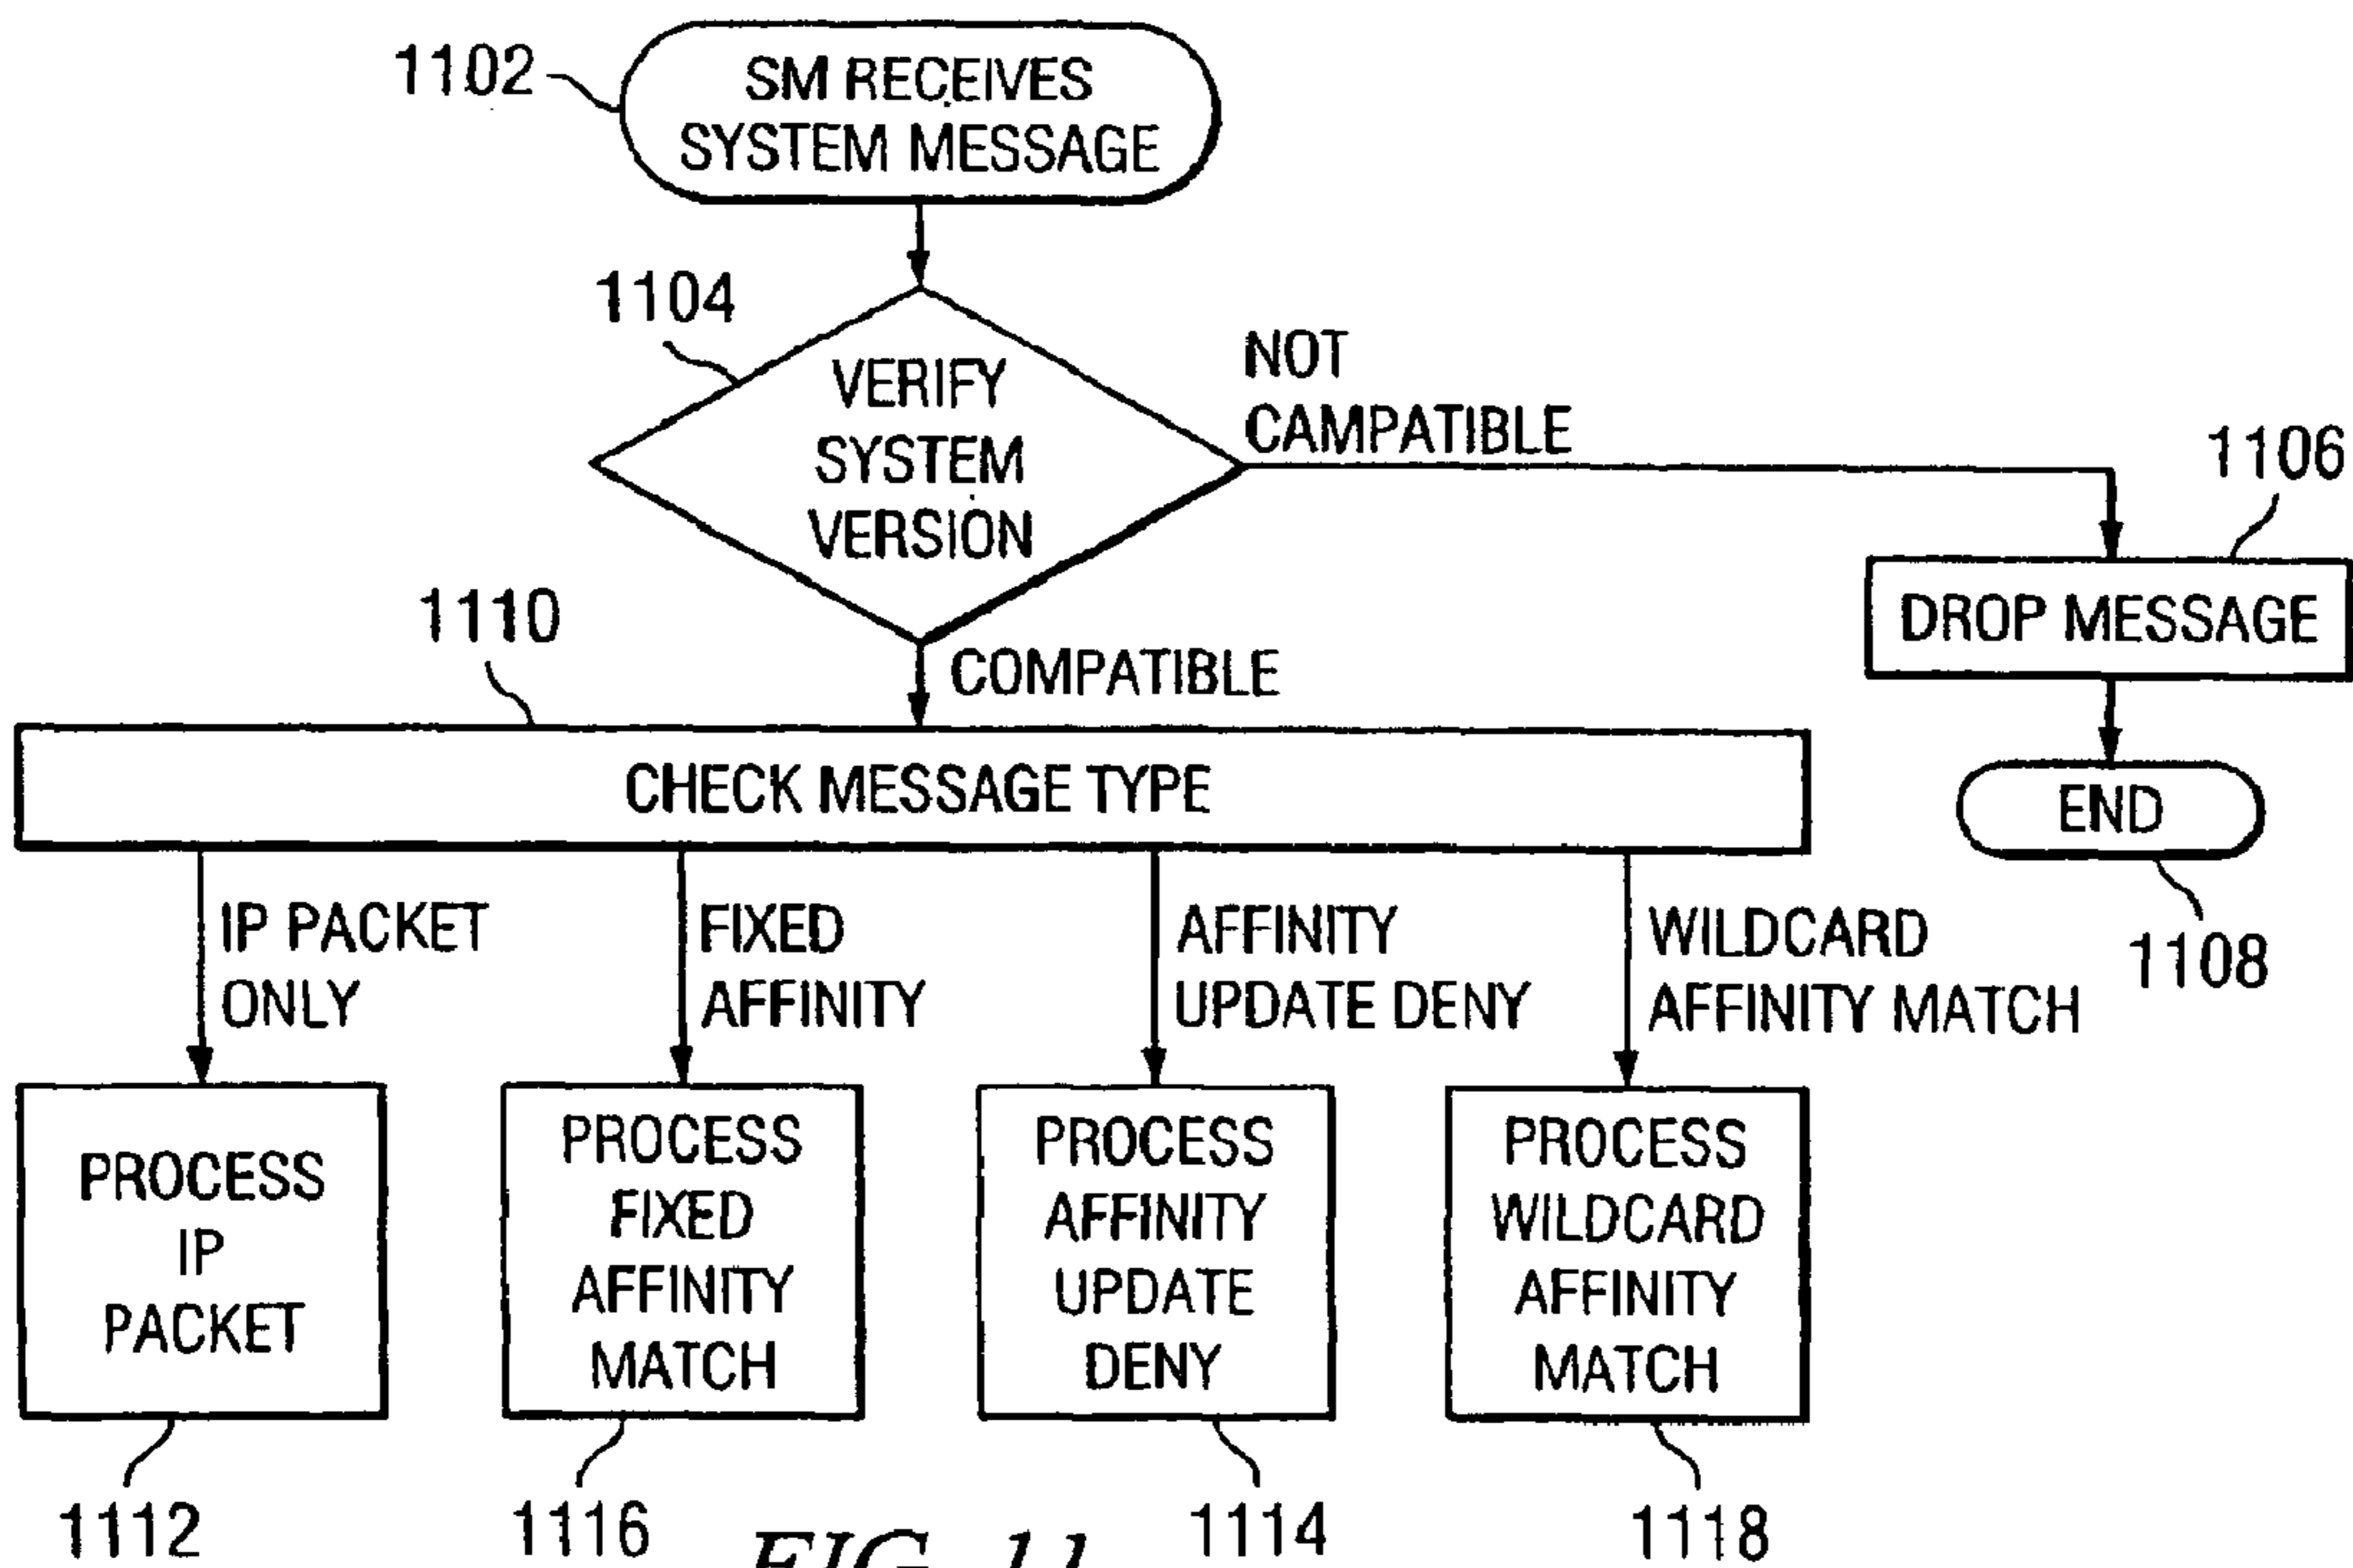 1102
SM RECEIVES
SYSTEM MESSAGE
1104
VERIFY
SYSTEM
VERSION
NOT
CAMPATIBLE
1106
DROP MESSAGE
END
1108
COMPATIBLE
1110
CHECK MESSAGE TYPE
IP PACKET
ONLY
FIXED
AFFINITY
AFFINITY
UPDATE DENY
WILDCARD
AFFINITY MATCH
PROCESS
IP
PACKET
PROCESS
FIXED
AFFINITY
MATCH
PROCESS
AFFINITY
UPDATE
DENY
PROCESS
WILDCARD
AFFINITY
MATCH
1112
1116
1114
1118
FIG. 11